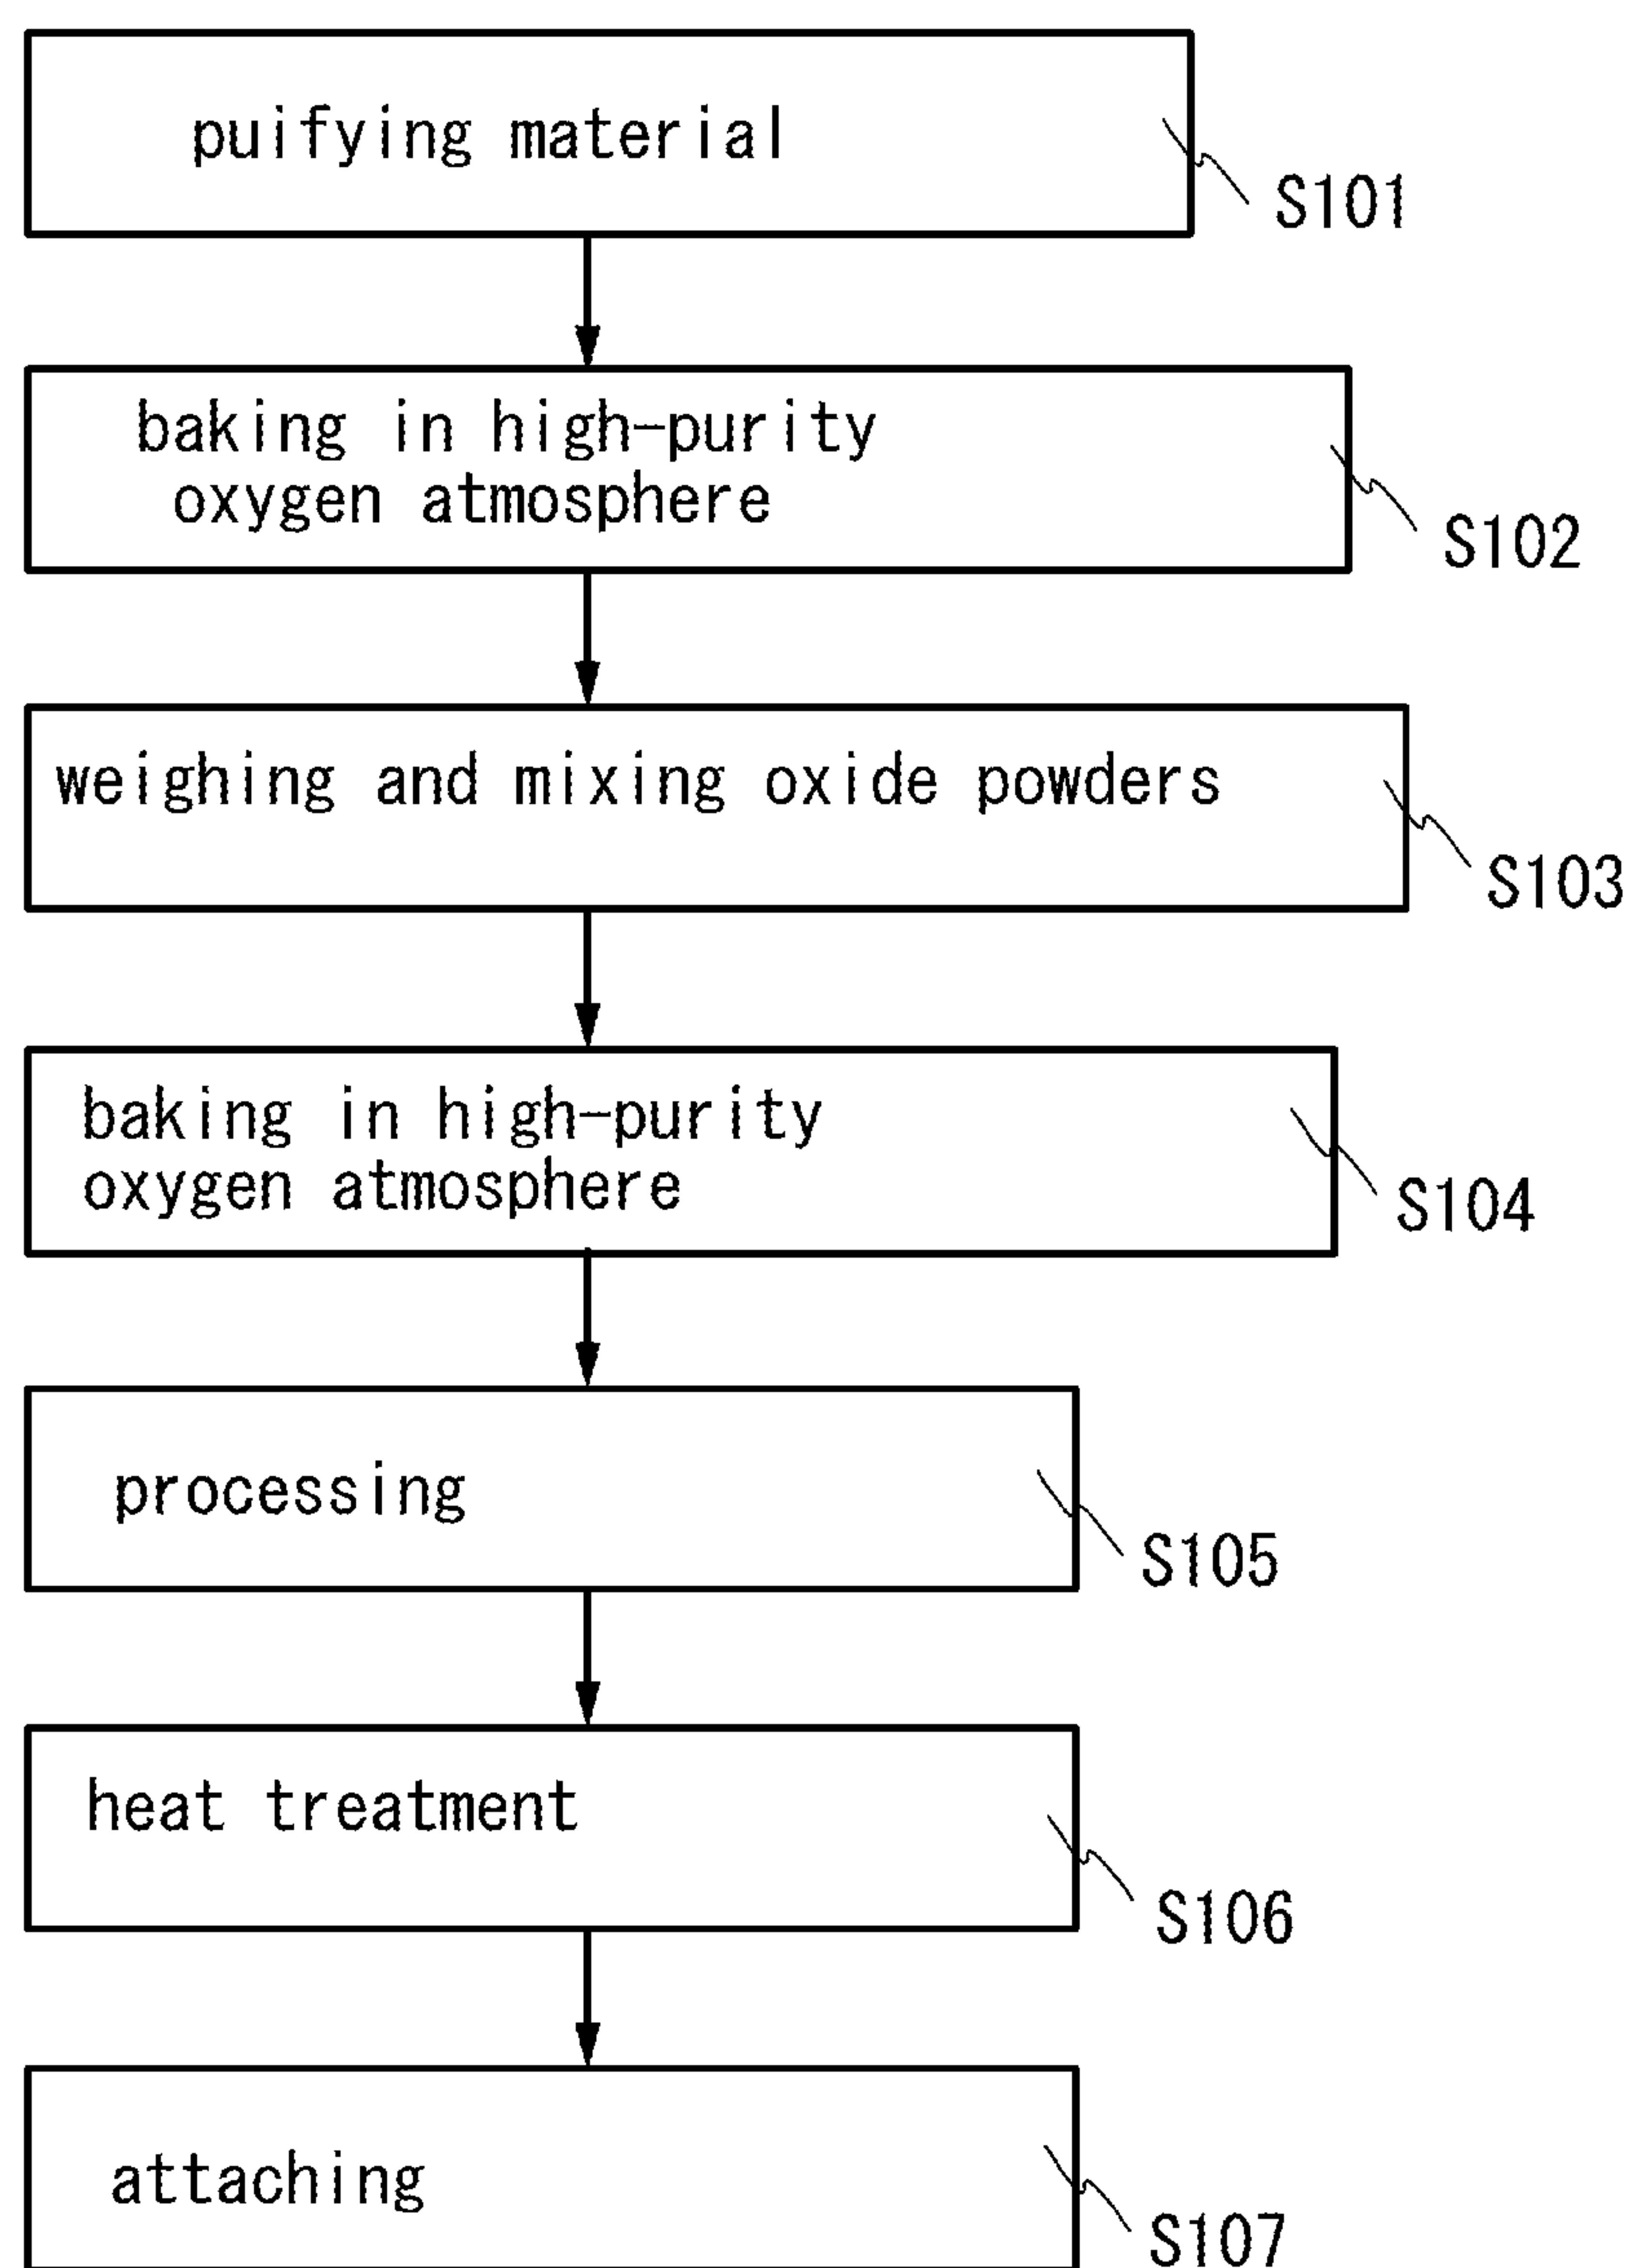 puifying material
S101
baking in high-purity
oxygen atmosphere
S102
weighing and mixing oxide powders
S103
baking in high-purity
oxygen atmosphere
S104
processing
S105
heat treatment
S106
attaching
S107